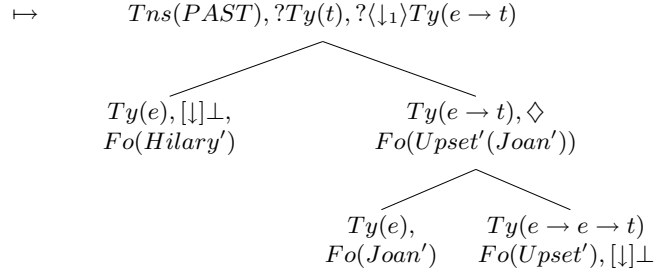 ↦ Tns(PAST), ?Ty(t), ?⟨↓₁⟩Ty(e → t)
Ty(e), [↓]⊥, Ty(e → t), ♢
Fo(Hilary′) Fo(Upset′(Joan′))
Ty(e), Ty(e → e → t)
Fo(Joan′) Fo(Upset′), [↓]⊥